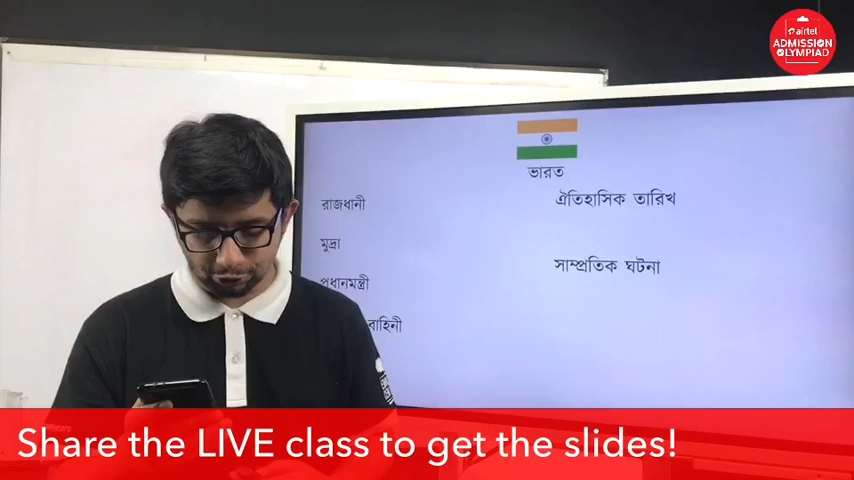 airtel
ADMISSION
OLYMPIAD
ভারত
রাজধানী
ঐতিহাসিক তারিখ
মুদ্রা
সাম্প্রতিক ঘটনা
প্রধানমন্ত্রী
বাহিনী
Share the LIVE class to get the slides!